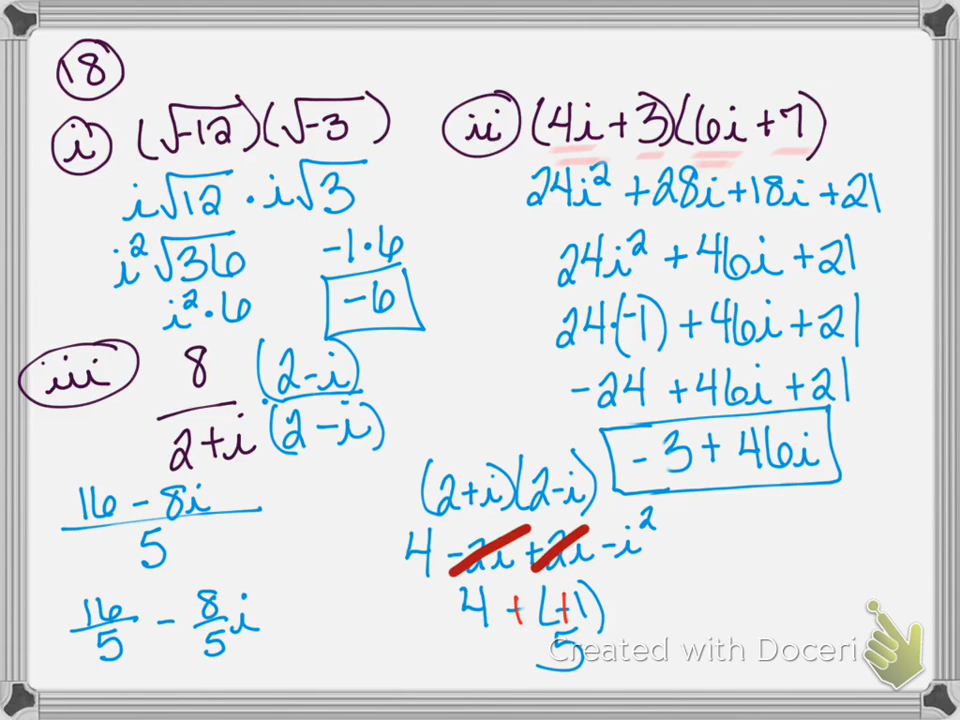 18
i (√-12)(√-3)
i√12 · i√3
i²√36
i²·6
-1·6
-6
ii (4i+3)(6i+7)
24i² +28i+18i+21
24i² +46i+21
24·(-1) +46i+21
-24 +46i+21
-3+46i
iii 8/(2+i) (2-i)/(2-i)
(16-8i)/5
16/5 - 8/5 i
(2+i)(2-i)
4 -2i +2i -i²
4 + (+1)
5
Created with Doceri